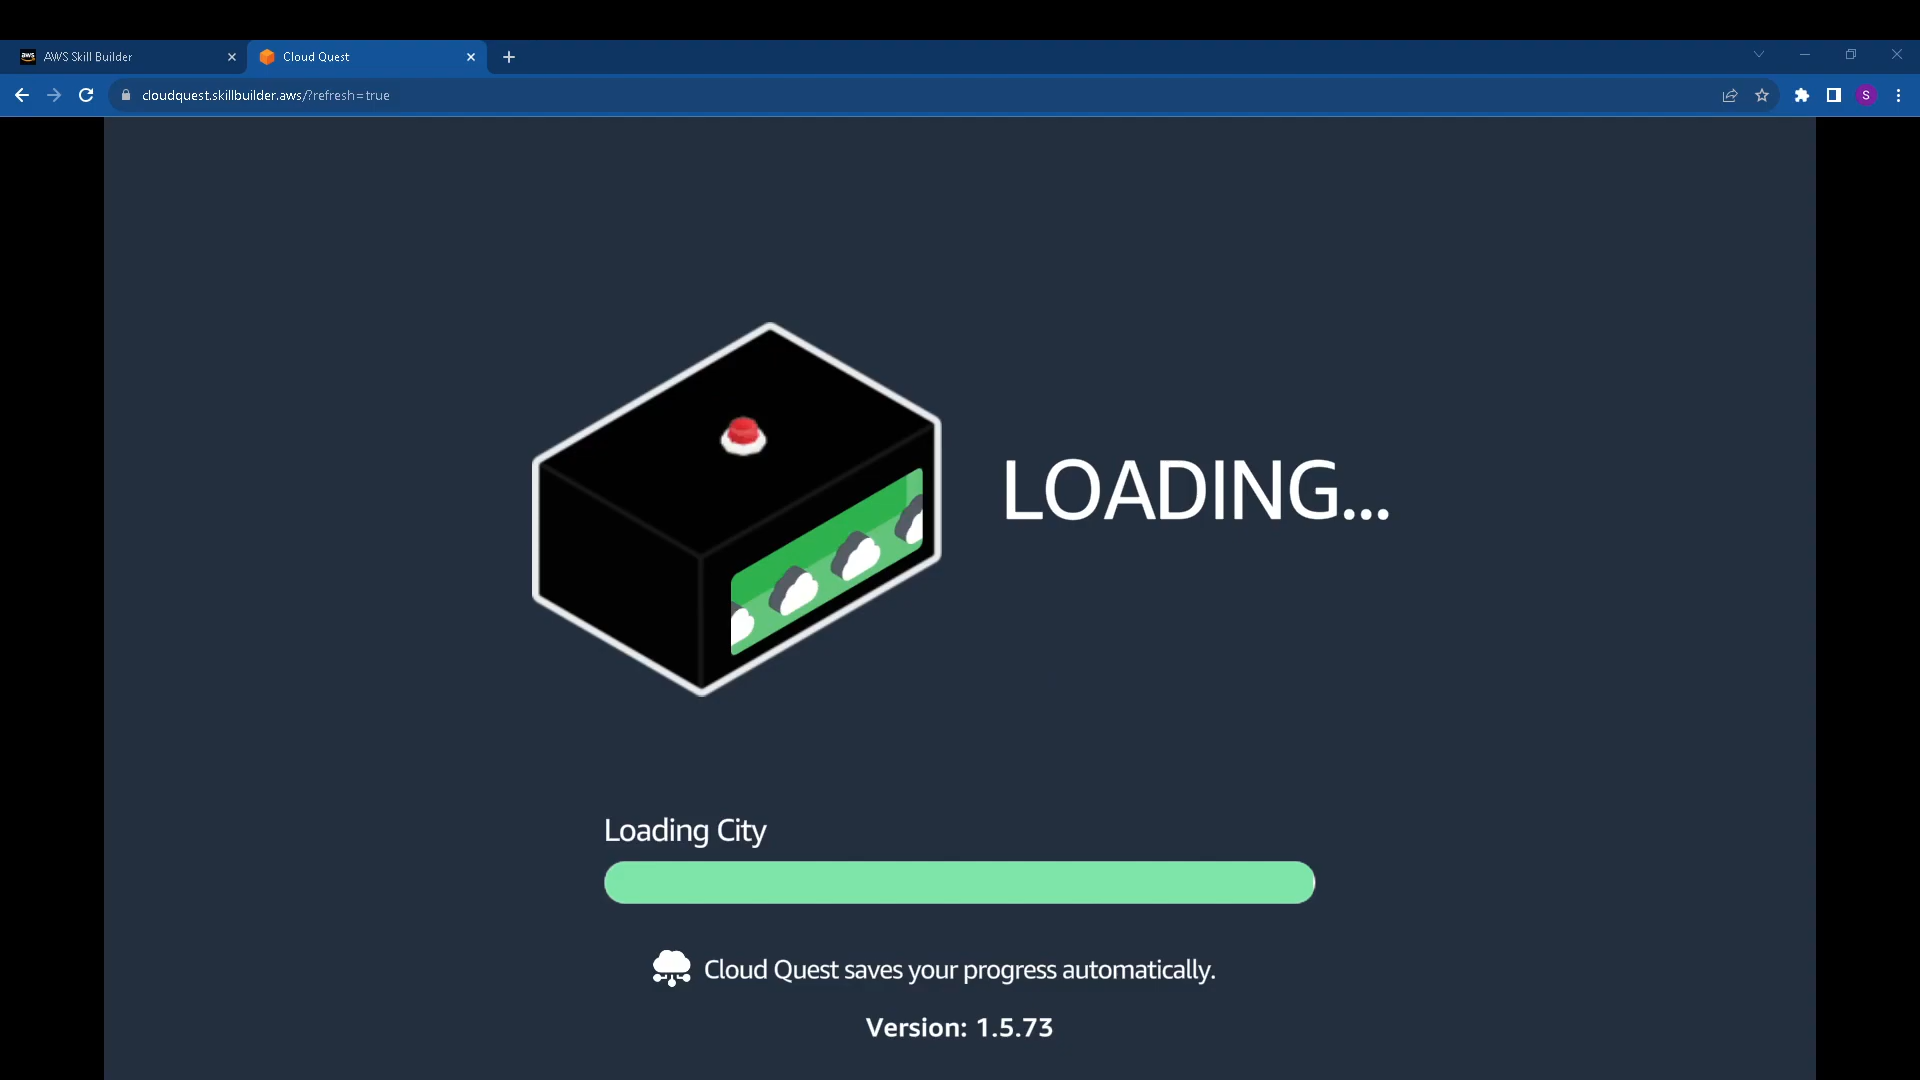 aws AWS Skill Builder
Cloud Quest
cloudquest.skillbuilder.aws/?refresh=true
S
LOADING...
Loading City
Cloud Quest saves your progress automatically.
Version: 1.5.73